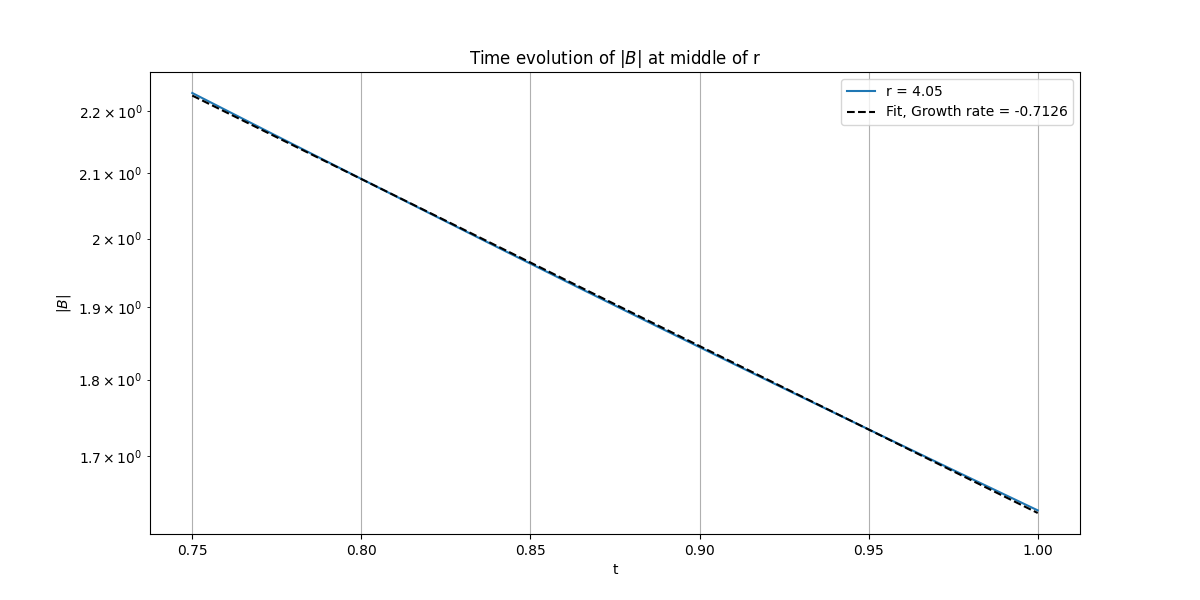 Time evolution of |B| at middle of r
r = 4.05
Fit, Growth rate = -0.7126
|B|
2.2 × 10⁰
2.1 × 10⁰
2 × 10⁰
1.9 × 10⁰
1.8 × 10⁰
1.7 × 10⁰
0.75 0.80 0.85 0.90 0.95 1.00
t